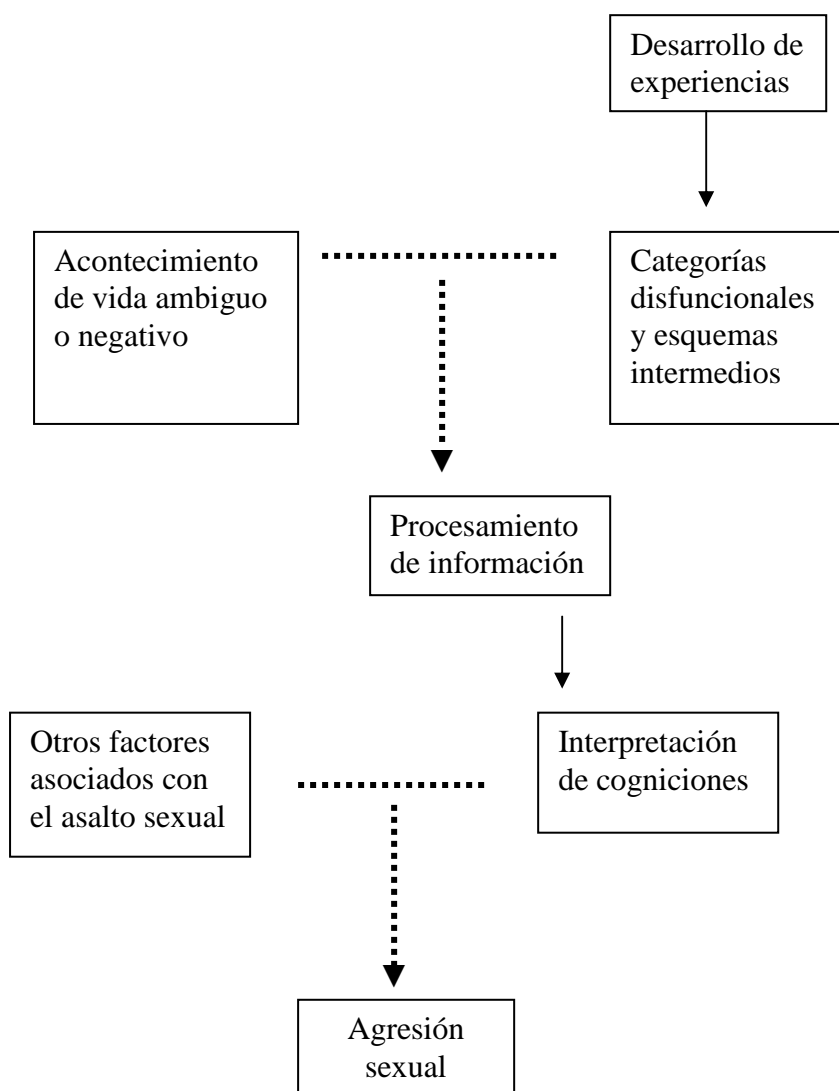 Desarrollo de
experiencias
Acontecimiento
de vida ambiguo
o negativo
Categorías
disfuncionales
y esquemas
intermedios
Procesamiento
de información
Otros factores
asociados con
el asalto sexual
Interpretación
de cogniciones
Agresión
sexual